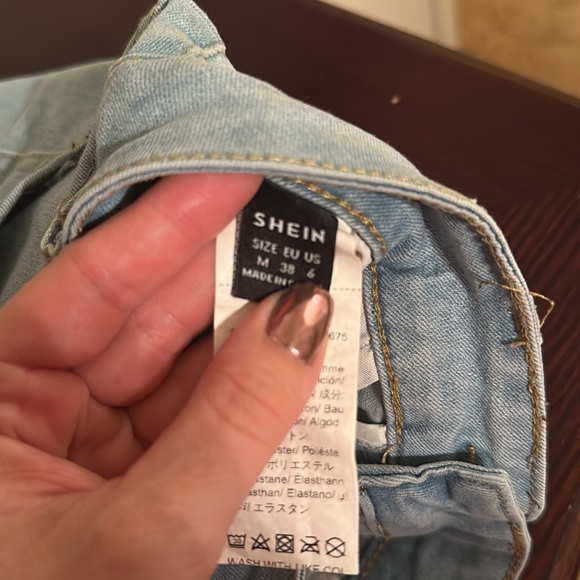 SHEIN
SIZE EU US
M 38 6
MADE IN
675
mme
ción/
成分:
on/ Bau
/ Algod
トン
ster/ Poliéste
ポリエステル
astane/ Elasthann
asthan/ Elastano/
/エラスタン
30
WASH WITH LIKE COL